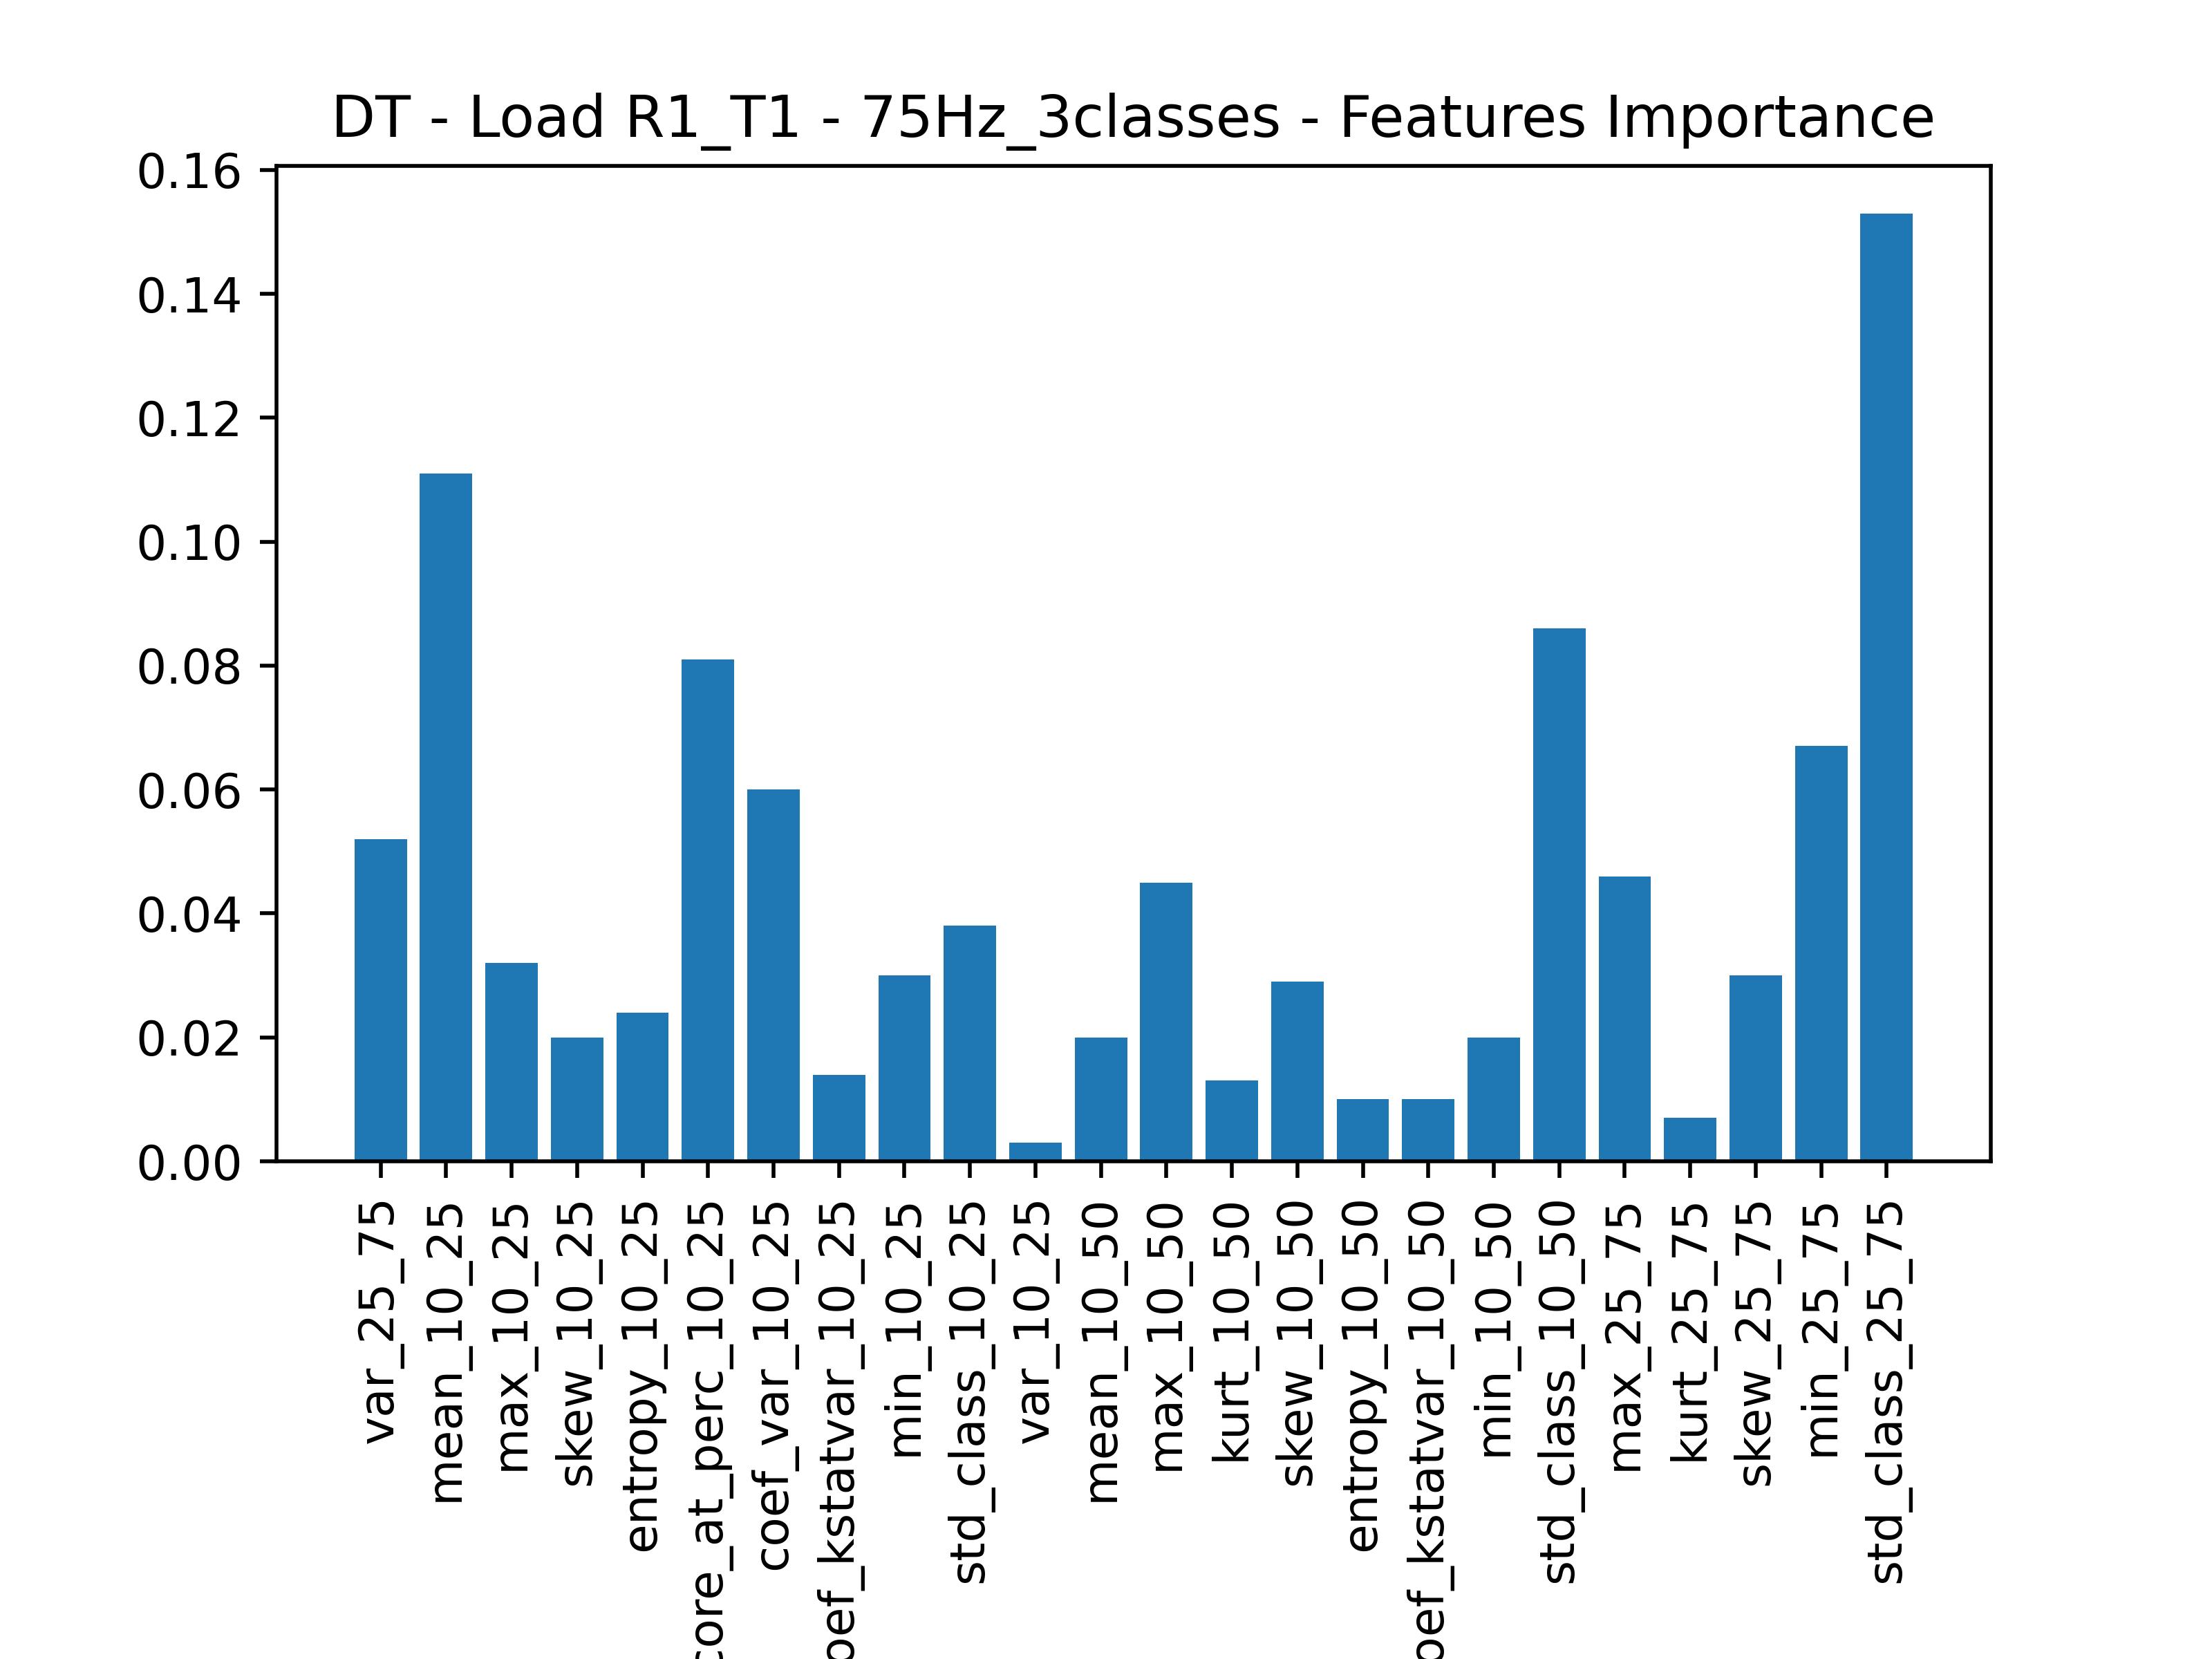 DT - Load R1_T1 - 75Hz_3classes - Features Importance
0.16
0.14
0.12
0.10
0.08
0.06
0.04
0.02
0.00
var_25_75
mean_10_25
max_10_25
skew_10_25
entropy_10_25
core_at_perc_10_25
coef_var_10_25
oef_kstatvar_10_25
min_10_25
std_class_10_25
var_10_25
mean_10_50
max_10_50
kurt_10_50
skew_10_50
entropy_10_50
oef_kstatvar_10_50
min_10_50
std_class_10_50
max_25_75
kurt_25_75
skew_25_75
min_25_75
std_class_25_75